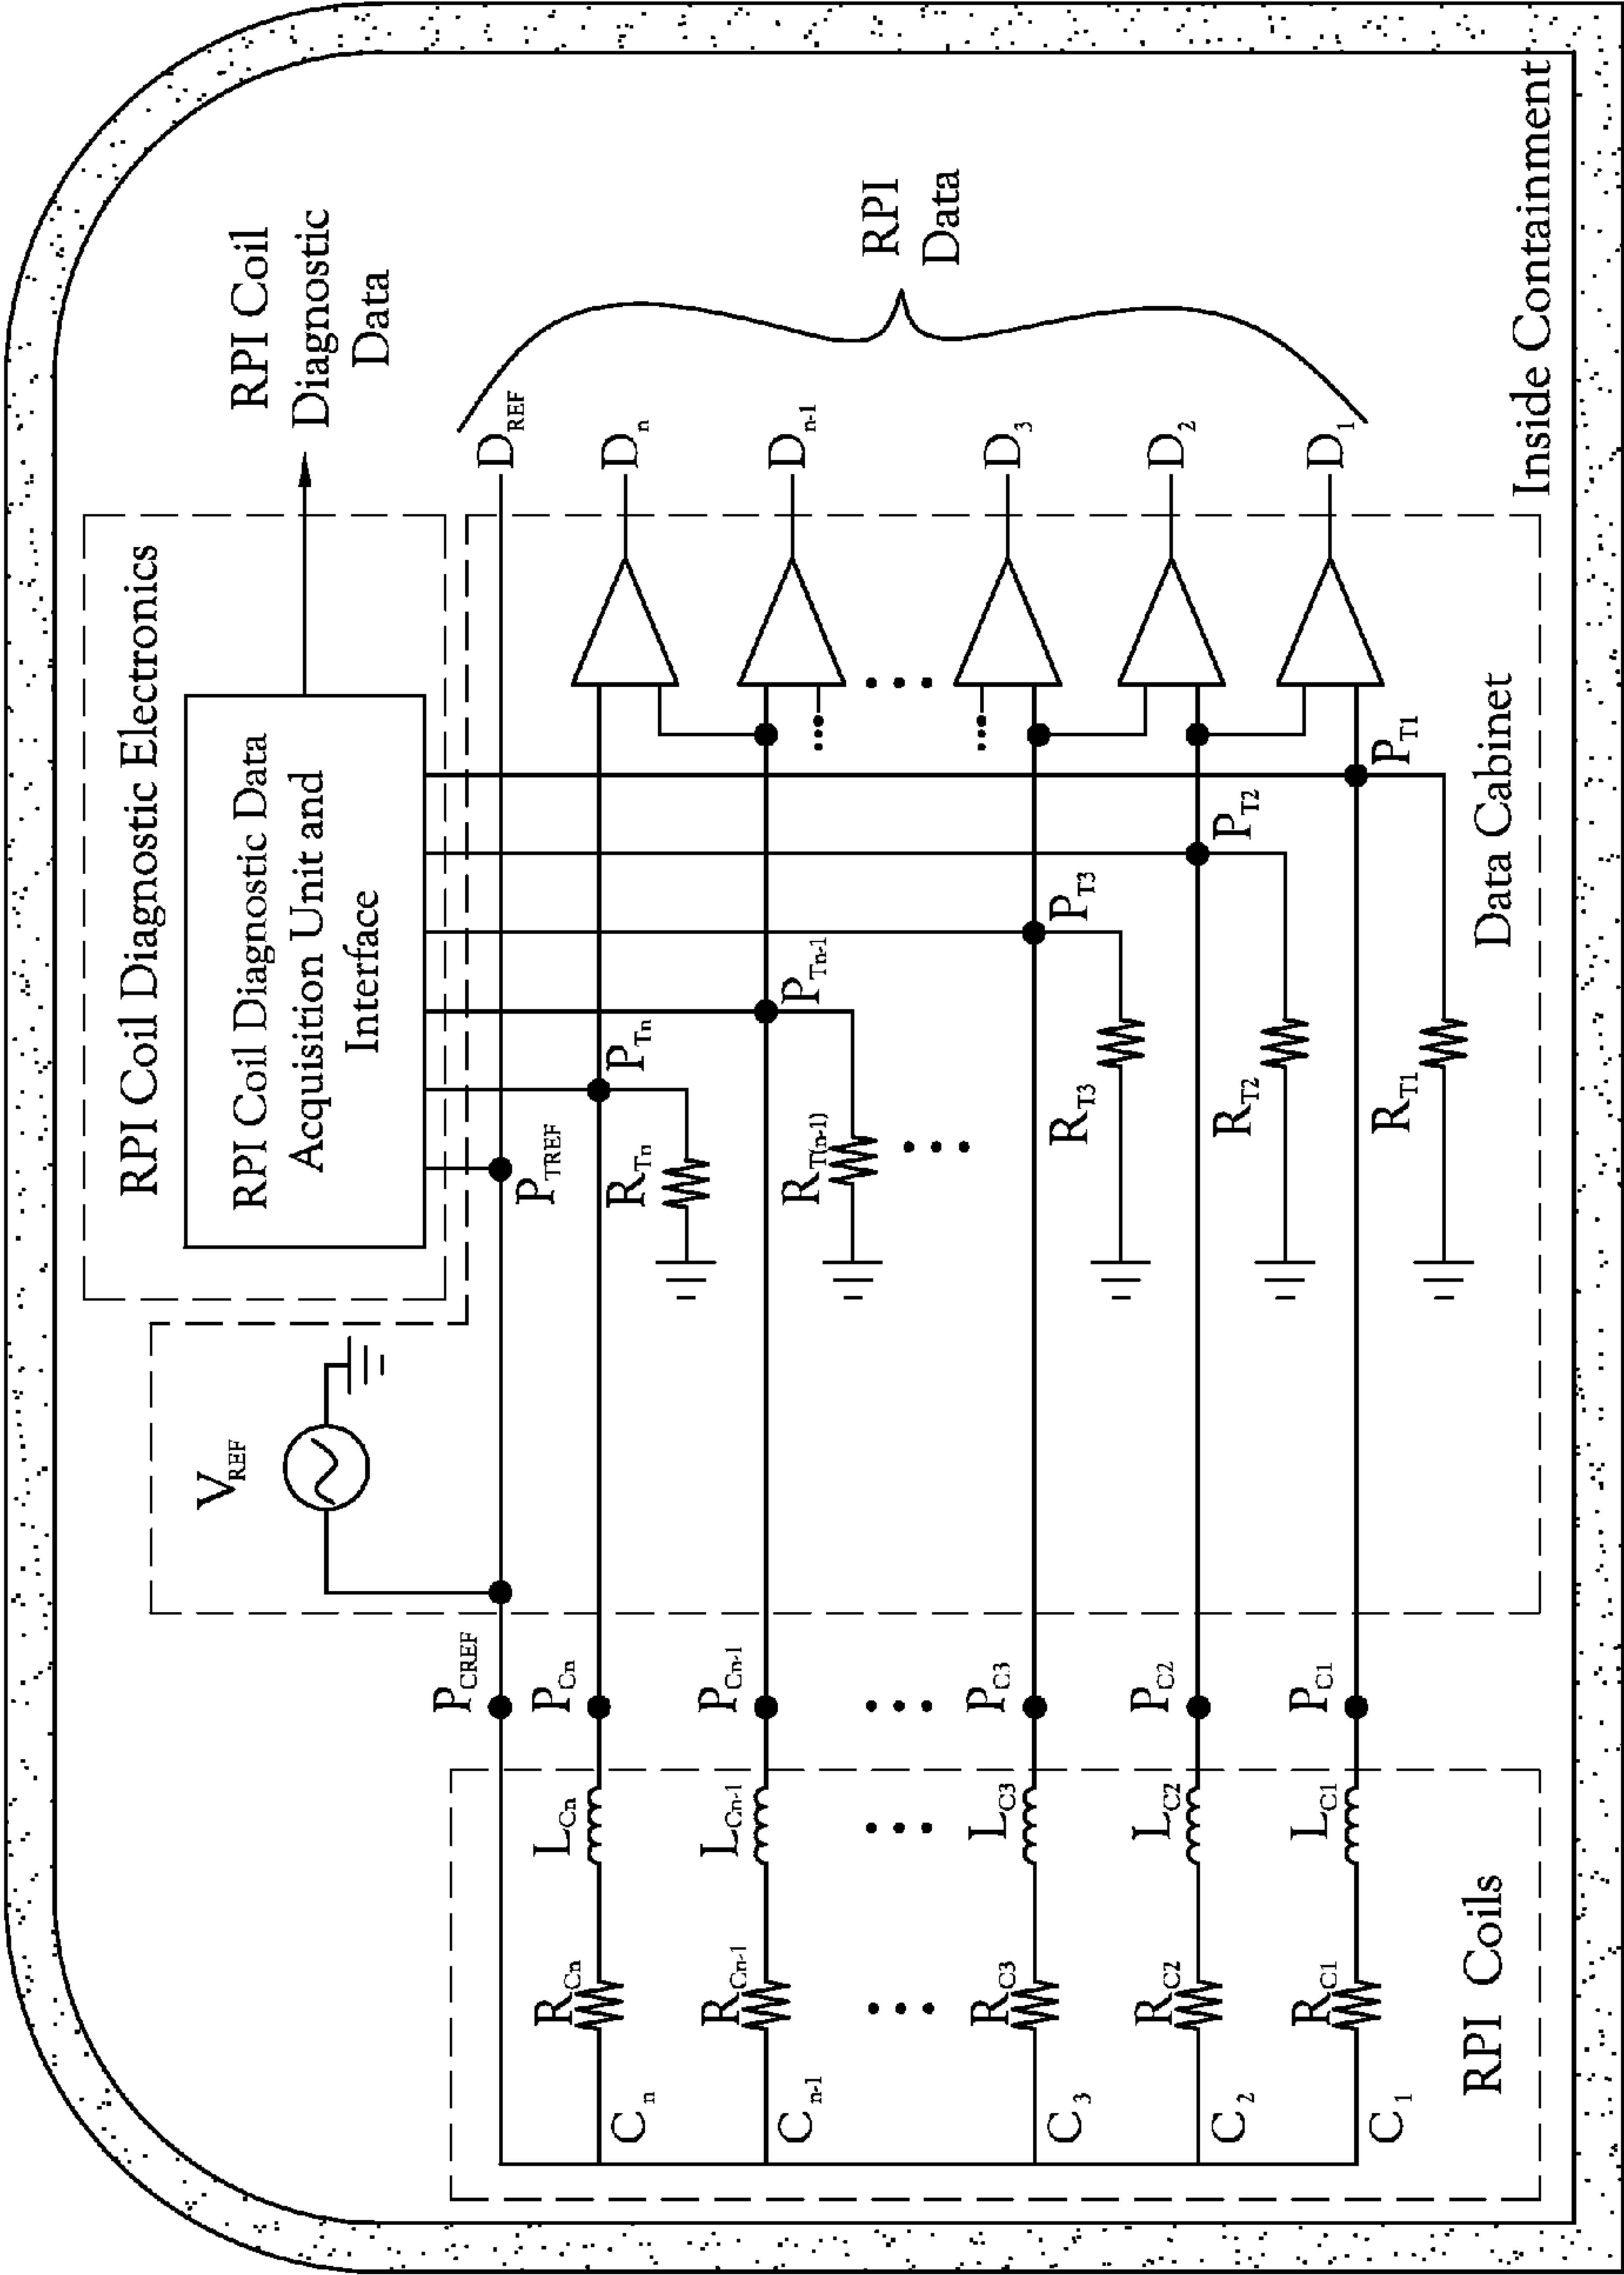 RPI Coil Diagnostic Electronics
RPI Coil Diagnostic Data
Acquisition Unit and
Interface
RPI Coil
Diagnostic
Data
V_REF
P_CREF
P_TREF
D_REF
C_n
R_Cn
L_Cn
P_Cn
R_Tn
P_Tn
D_n
C_n-1
R_Cn-1
L_Cn-1
P_Cn-1
R_T(n-1)
P_Tn-1
D_n-1
RPI
Data
C_3
R_C3
L_C3
P_C3
R_T3
P_T3
D_3
C_2
R_C2
L_C2
P_C2
R_T2
P_T2
D_2
C_1
R_C1
L_C1
P_C1
R_T1
P_T1
D_1
RPI Coils
Data Cabinet
Inside Containment